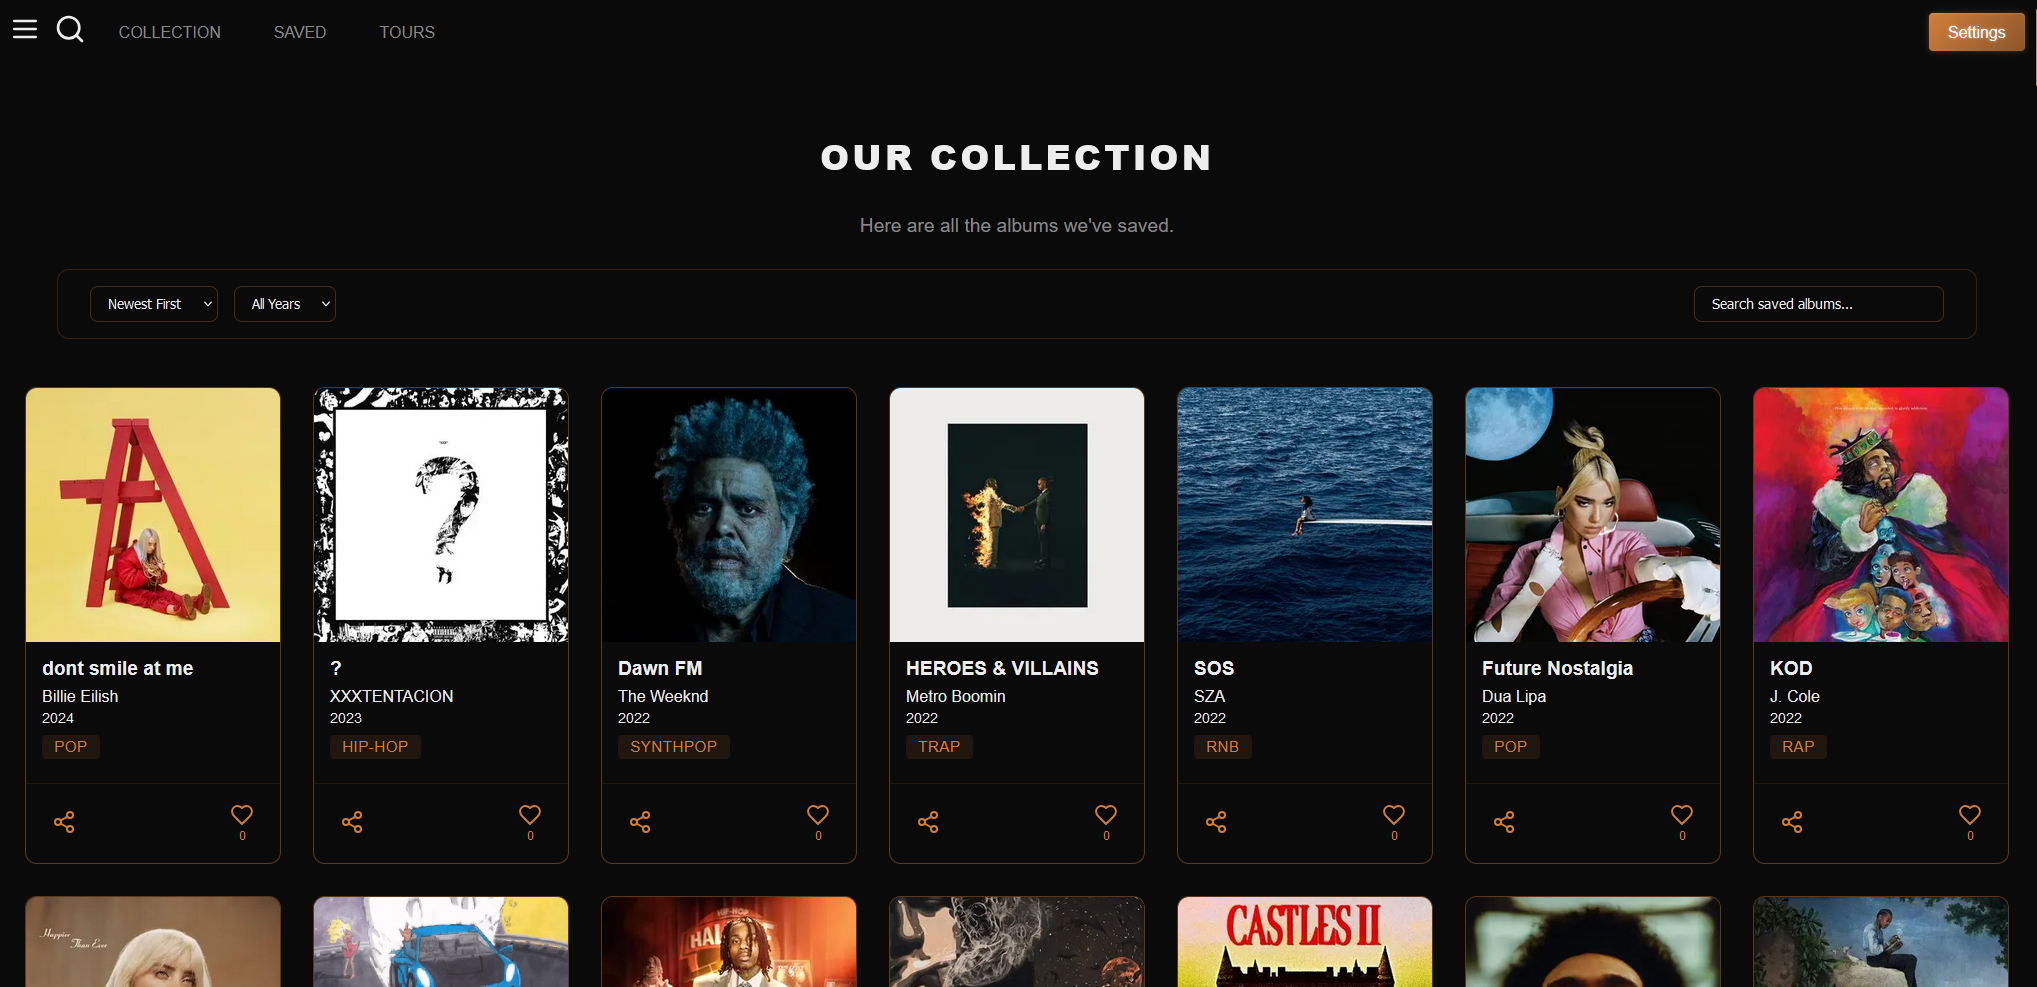 COLLECTION SAVED TOURS Settings
OUR COLLECTION
Here are all the albums we've saved.
Newest First All Years Search saved albums...
dont smile at me
Billie Eilish
2024
POP
0
?
?
XXXTENTACION
2023
HIP-HOP
0
Dawn FM
The Weeknd
2022
SYNTHPOP
0
HEROES & VILLAINS
Metro Boomin
2022
TRAP
0
SOS
SZA
2022
RNB
0
Future Nostalgia
Dua Lipa
2022
POP
0
KOD
J. Cole
2022
RAP
0
Happier
Than Ever
HIP-HOP
HAL
CASTLES II